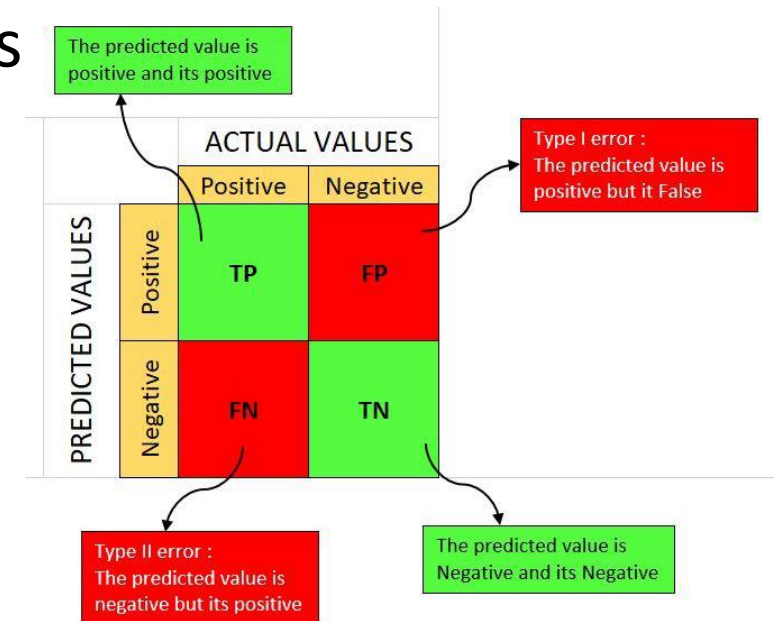 s
The predicted value is
positive and its positive
ACTUAL VALUES
Positive Negative
Type I error :
The predicted value is
positive but it False
PREDICTED VALUES
Positive
TP FP
Negative
FN TN
Type II error :
The predicted value is
negative but its positive
The predicted value is
Negative and its Negative